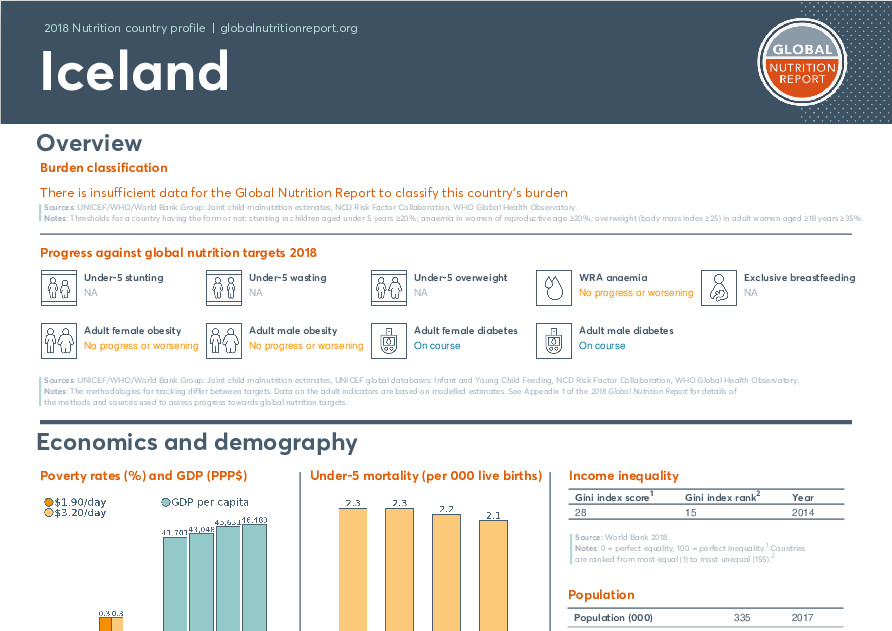 2018 Nutrition country profile | globalnutritionreport.org
Iceland
GLOBAL
NUTRITION
REPORT
Overview
Burden classification
There is insufficient data for the Global Nutrition Report to classify this country's burden
Sources: UNICEF/WHO/World Bank Group: Joint child malnutrition estimates, NCD Risk Factor Collaboration, WHO Global Health Observatory.
Notes: Thresholds for a country having the form or not: stunting in children aged under 5 years ≥20%; anaemia in women of reproductive age ≥20%; overweight (body mass index ≥25) in adult women aged ≥18 years ≥35%.
Progress against global nutrition targets 2018
Under-5 stunting
NA
Under-5 wasting
NA
Under-5 overweight
NA
WRA anaemia
No progress or worsening
Exclusive breastfeeding
NA
Adult female obesity
No progress or worsening
Adult male obesity
No progress or worsening
Adult female diabetes
On course
Adult male diabetes
On course
Sources: UNICEF/WHO/World Bank Group: Joint child malnutrition estimates, UNICEF global databases: Infant and Young Child Feeding, NCD Risk Factor Collaboration, WHO Global Health Observatory.
Notes: The methodologies for tracking differ between targets. Data on the adult indicators are based on modelled estimates. See Appendix 1 of the 2018 Global Nutrition Report for details of
the methods and sources used to assess progress towards global nutrition targets.
Economics and demography
Poverty rates (%) and GDP (PPP$)
$1.90/day
$3.20/day
GDP per capita
41,701 43,048 45,631 46,483
0.3 0.3
Under-5 mortality (per 000 live births)
2.3 2.3 2.2 2.1
Income inequality
Gini index score1 Gini index rank2 Year
28 15 2014
Source: World Bank 2018.
Notes: 0 = perfect equality, 100 = perfect inequality.1 Countries
are ranked from most equal (1) to most unequal (155).2
Population
Population (000) 335 2017